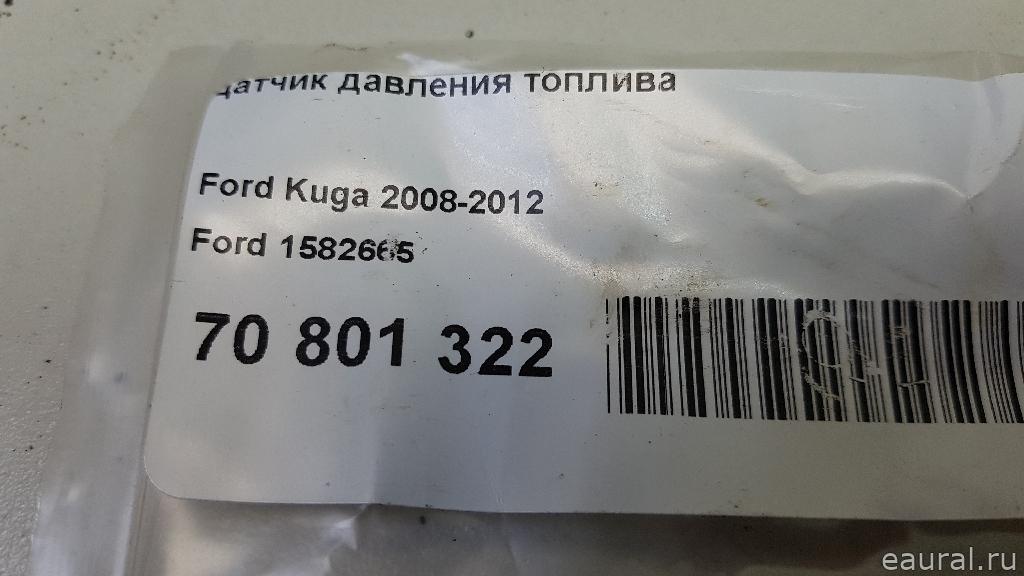 Датчик давления топлива
Ford Kuga 2008-2012
Ford 1582665
70 801 322
eaural.ru